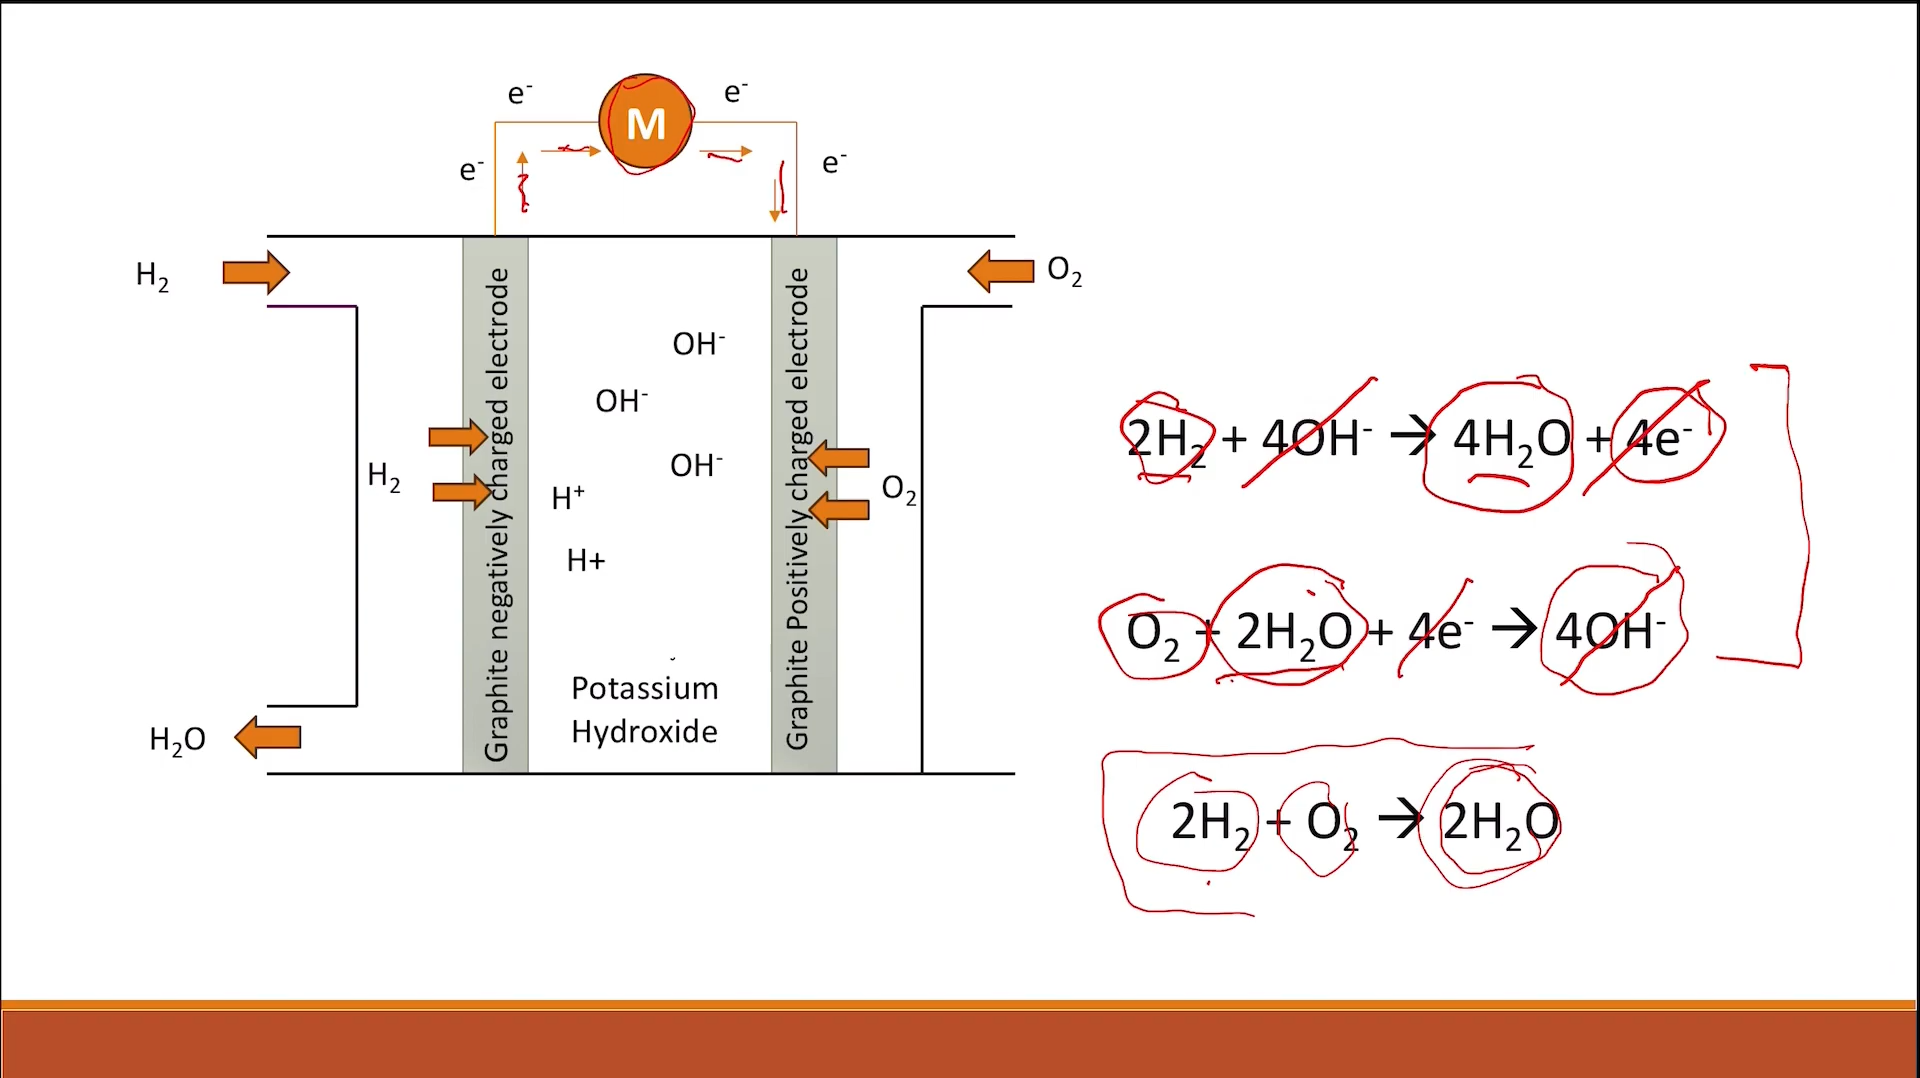 e⁻ M e⁻
e⁻ e⁻
H₂ O₂
Graphite negatively charged electrode
Graphite Positively charged electrode
OH⁻
OH⁻
OH⁻
H₂ H⁺ O₂
H+
Potassium
Hydroxide
H₂O
2H₂ + 4OH⁻ → 4H₂O + 4e⁻
O₂ + 2H₂O + 4e⁻ → 4OH⁻
2H₂ + O₂ → 2H₂O